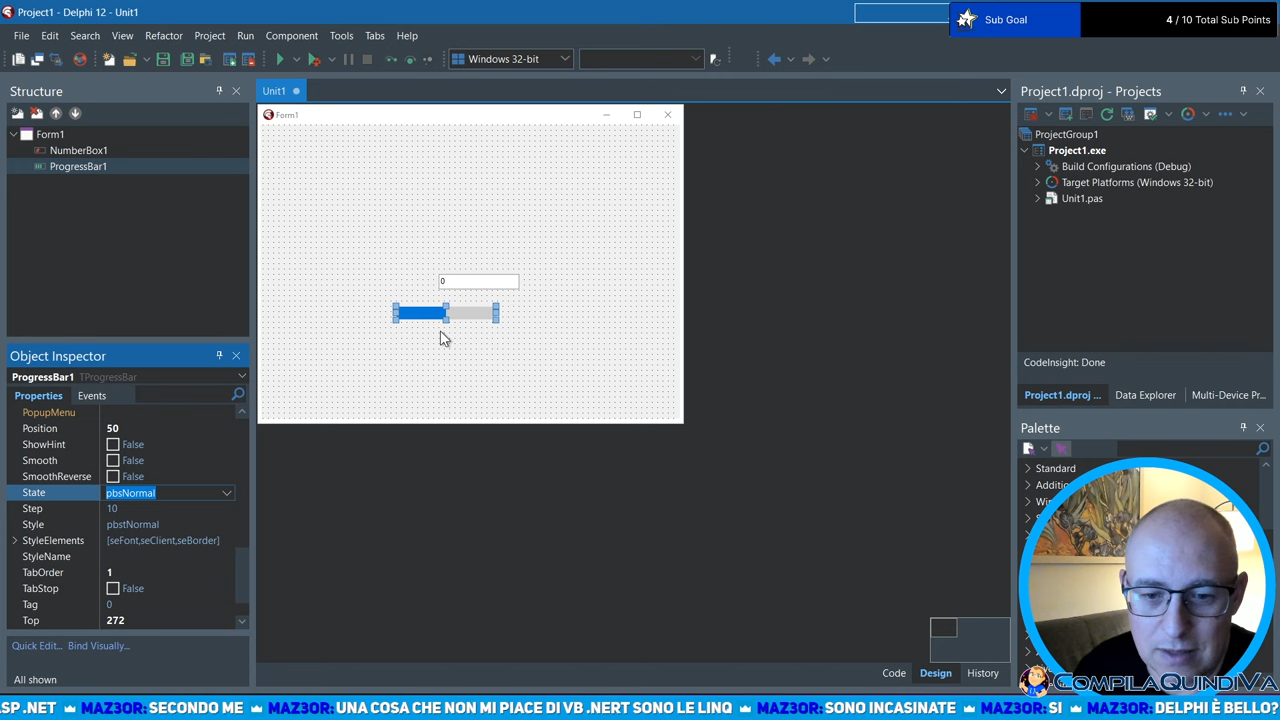 Project1 - Delphi 12 - Unit1
Sub Goal
4 / 10 Total Sub Points
File Edit Search View Refactor Project Run Component Tools Tabs Help
Windows 32-bit
Structure
Form1
NumberBox1
ProgressBar1
Unit1
Form1
0
Object Inspector
ProgressBar1 TProgressBar
Properties Events
PopupMenu
Position 50
ShowHint False
Smooth False
SmoothReverse False
State pbsNormal
Step 10
Style pbstNormal
StyleElements [seFont,seClient,seBorder]
StyleName
TabOrder 1
TabStop False
Tag 0
Top 272
Quick Edit... Bind Visually...
All shown
Code Design History
Project1.dproj - Projects
ProjectGroup1
Project1.exe
Build Configurations (Debug)
Target Platforms (Windows 32-bit)
Unit1.pas
CodeInsight: Done
Project1.dproj ... Data Explorer Multi-Device Pr...
Palette
Standard
COMPILAQUINDIVA
SP .NET MAZ3OR: SECONDO ME MAZ3OR: UNA COSA CHE NON MI PIACE DI VB .NERT SONO LE LINQ MAZ3OR: SONO INCASINATE MAZ3OR: SI MAZ3OR: DELPHI È BELLO?